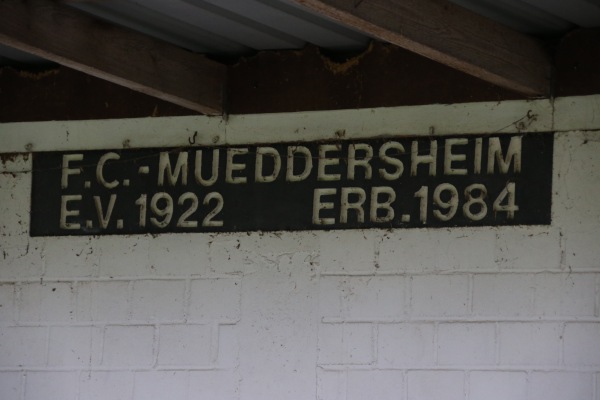 F.C.-MUEDDERSHEIM
E.V. 1922 ERB. 1984